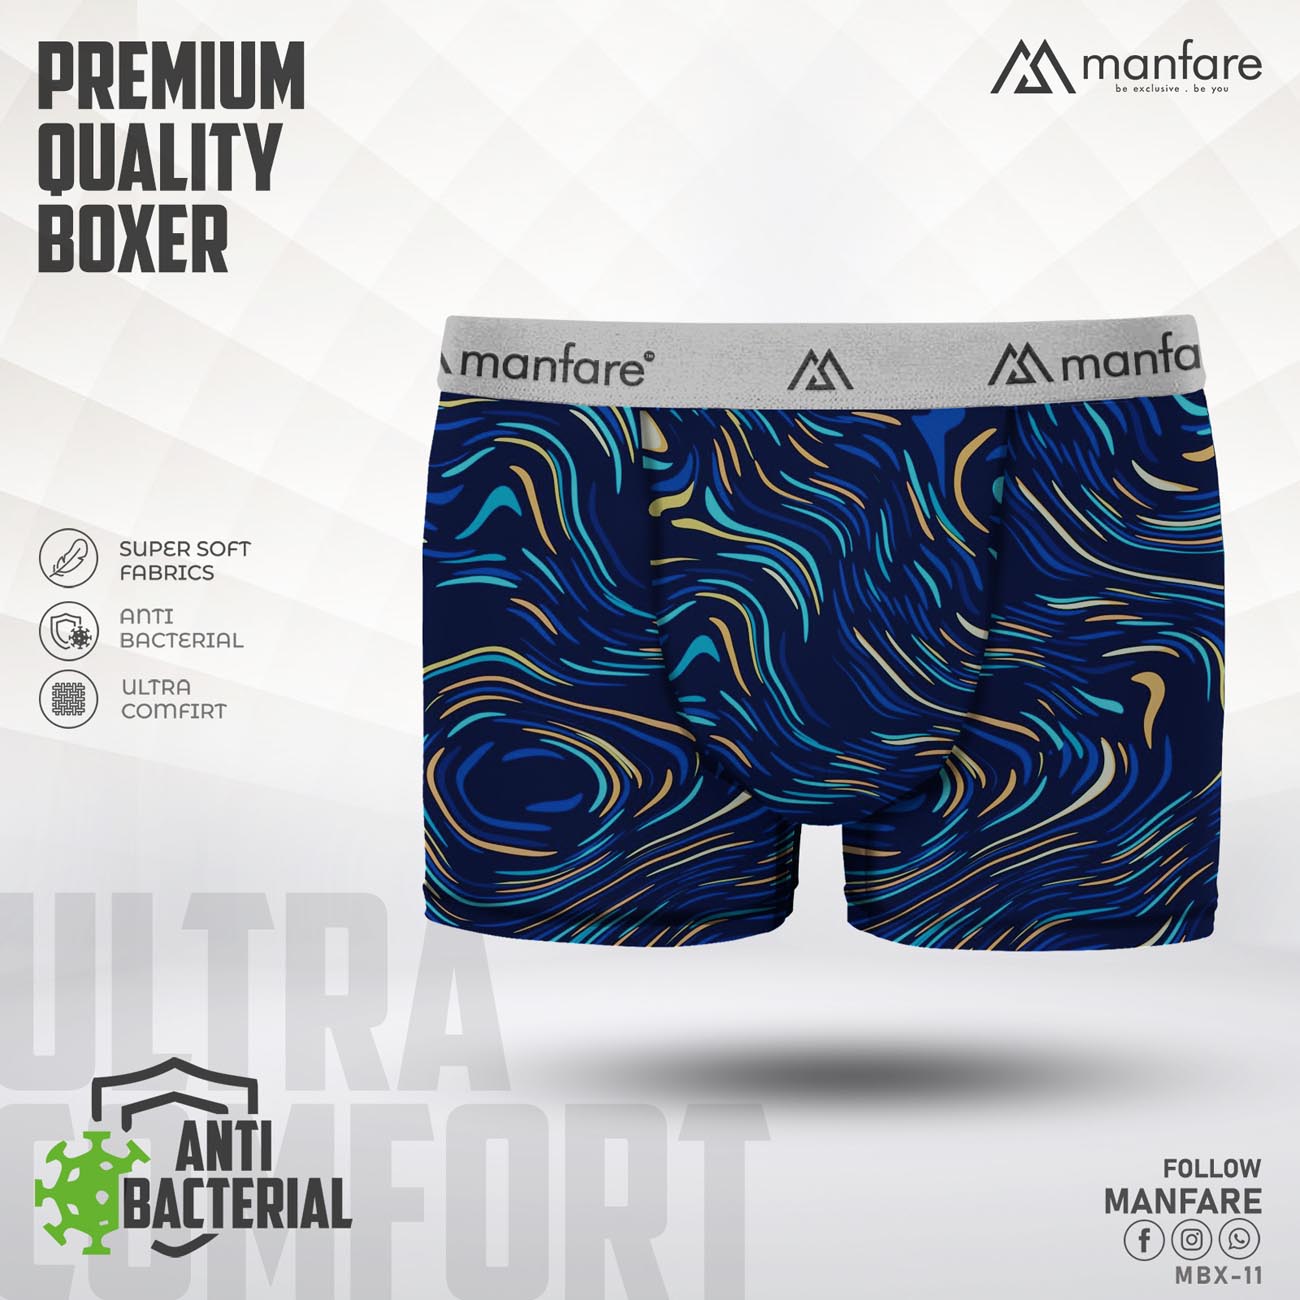 PREMIUM
QUALITY
BOXER
manfare
be exclusive . be you
manfare™
manfa
SUPER SOFT
FABRICS
ANTI
BACTERIAL
ULTRA
COMFIRT
ULTRA
COMFORT
ANTI
BACTERIAL
FOLLOW
MANFARE
MBX-11